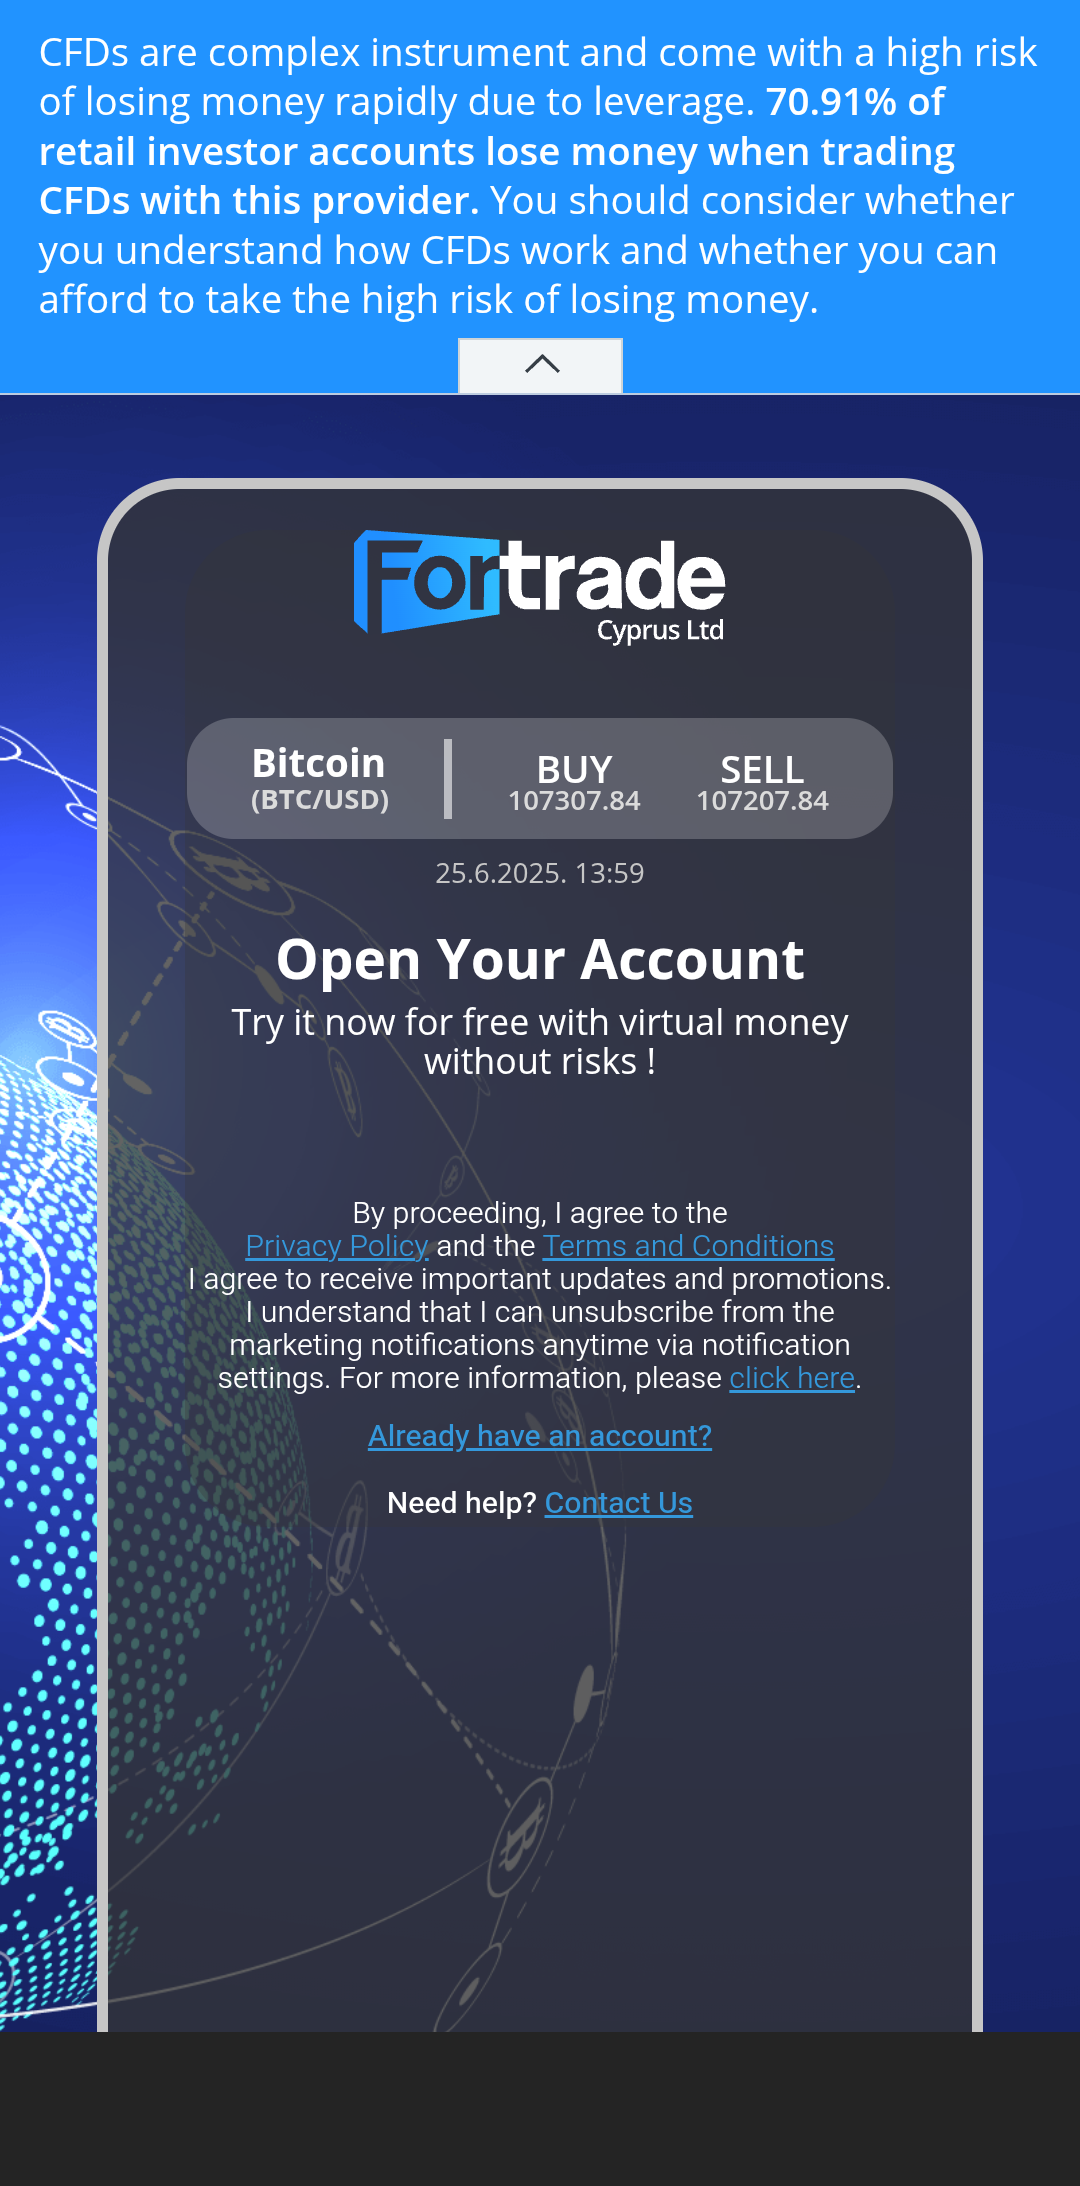 CFDs are complex instrument and come with a high risk
of losing money rapidly due to leverage. 70.91% of
retail investor accounts lose money when trading
CFDs with this provider. You should consider whether
you understand how CFDs work and whether you can
afford to take the high risk of losing money.
Fortrade
Cyprus Ltd
Bitcoin
(BTC/USD)
BUY
107307.84
SELL
107207.84
25.6.2025. 13:59
Open Your Account
Try it now for free with virtual money
without risks !
By proceeding, I agree to the
Privacy Policy and the Terms and Conditions
I agree to receive important updates and promotions.
I understand that I can unsubscribe from the
marketing notifications anytime via notification
settings. For more information, please click here.
Already have an account?
Need help? Contact Us